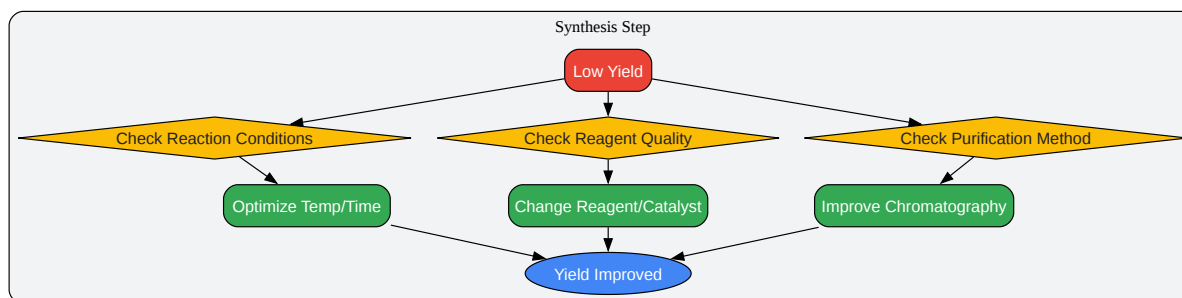 Synthesis Step
Low Yield
Check Reaction Conditions
Check Reagent Quality
Check Purification Method
Optimize Temp/Time
Change Reagent/Catalyst
Improve Chromatography
Yield Improved